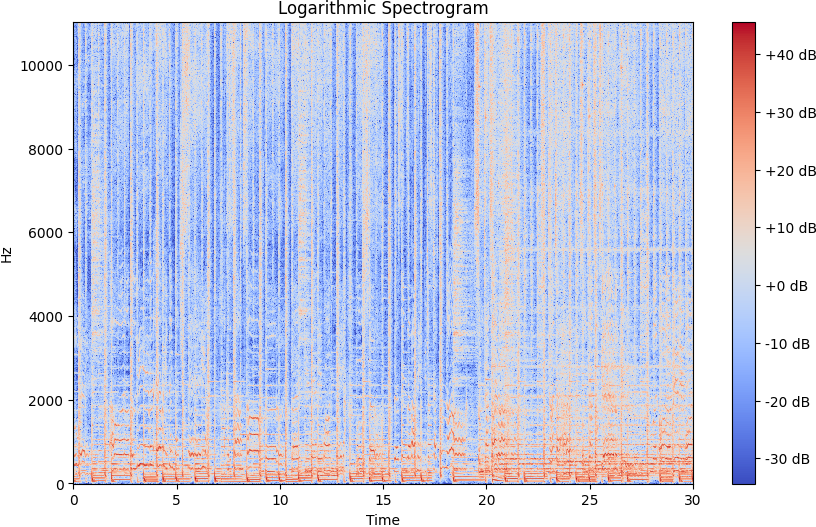 Logarithmic Spectrogram
Hz
10000
8000
6000
4000
2000
0
0 5 10 15 20 25 30
Time
+40 dB
+30 dB
+20 dB
+10 dB
+0 dB
-10 dB
-20 dB
-30 dB